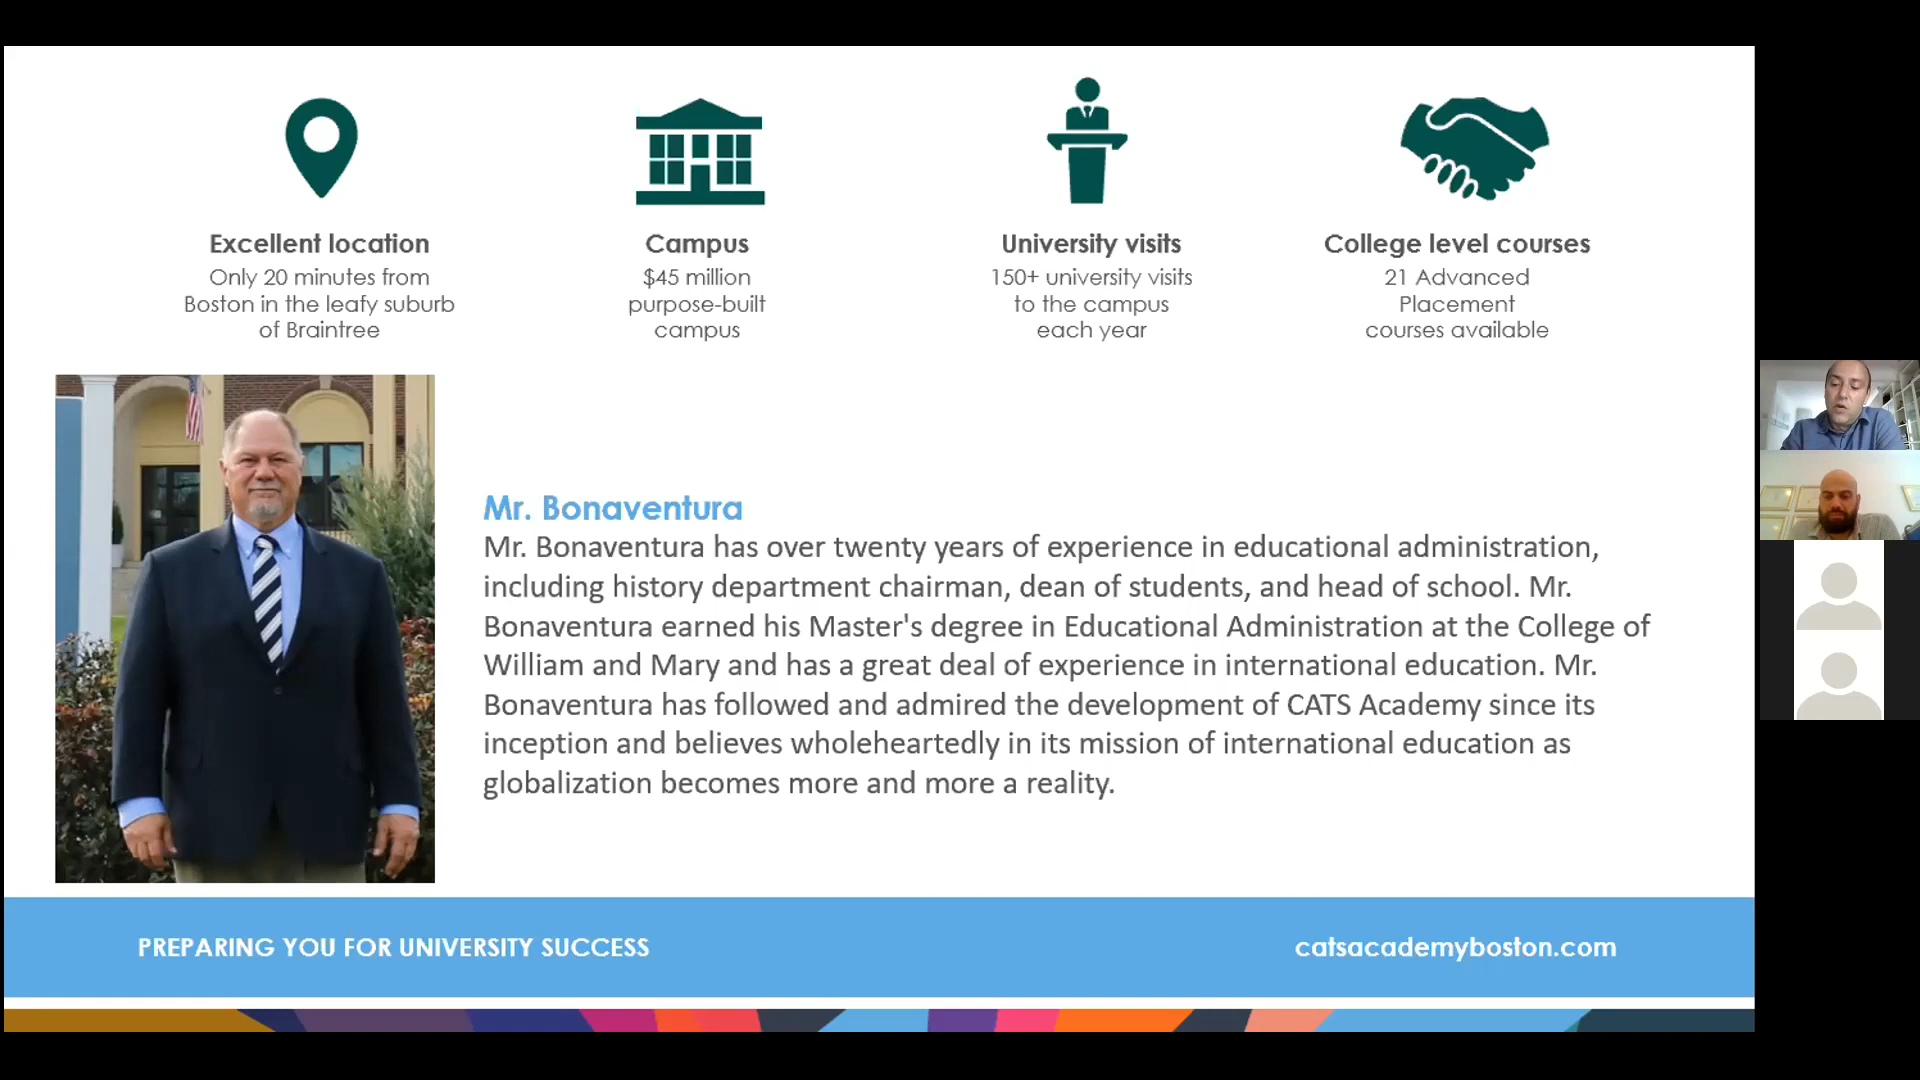 Excellent location
Only 20 minutes from
Boston in the leafy suburb
of Braintree
Campus
$45 million
purpose-built
campus
University visits
150+ university visits
to the campus
each year
College level courses
21 Advanced
Placement
courses available
Mr. Bonaventura
Mr. Bonaventura has over twenty years of experience in educational administration,
including history department chairman, dean of students, and head of school. Mr.
Bonaventura earned his Master's degree in Educational Administration at the College of
William and Mary and has a great deal of experience in international education. Mr.
Bonaventura has followed and admired the development of CATS Academy since its
inception and believes wholeheartedly in its mission of international education as
globalization becomes more and more a reality.
PREPARING YOU FOR UNIVERSITY SUCCESS
catsacademyboston.com